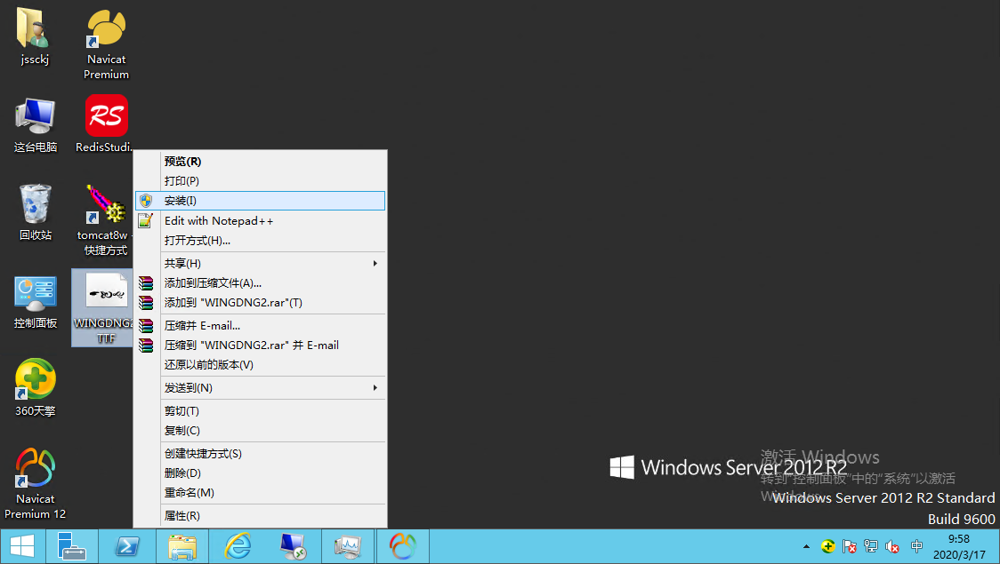 jssckj
Navicat
Premium
这台电脑
RedisStudi...
回收站
tomcat8w -
快捷方式
控制面板
WINGDNG2
TTF
360天擎
Navicat
Premium 12
预览(R)
打印(P)
安装(I)
Edit with Notepad++
打开方式(H)...
共享(H)
添加到压缩文件(A)...
添加到 "WINGDNG2.rar"(T)
压缩并 E-mail...
压缩到 "WINGDNG2.rar" 并 E-mail
还原以前的版本(V)
发送到(N)
剪切(T)
复制(C)
创建快捷方式(S)
删除(D)
重命名(M)
属性(R)
Windows Server 2012 R2
激活 Windows
转到"控制面板"中的"系统"以激活
Windows
Windows Server 2012 R2 Standard
Build 9600
中
9:58
2020/3/17